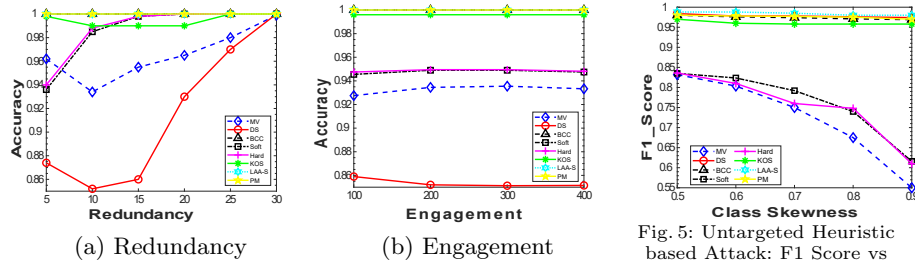 Accuracy
1
0.98
0.96
0.94
0.92
0.9
0.88
0.86
5
10
15
20
25
30
Redundancy
MV
DS
BCC
Soft
Hard
KOS
LAA-S
PM
(a) Redundancy
Accuracy
1
0.98
0.96
0.94
0.92
0.9
0.88
0.86
100
200
300
400
Engagement
MV
DS
BCC
Soft
Hard
KOS
LAA-S
PM
(b) Engagement
F1_Score
1
0.95
0.9
0.85
0.8
0.75
0.7
0.65
0.6
0.55
0.5
0.6
0.7
0.8
0.9
Class Skewness
MV
DS
BCC
Soft
Hard
KOS
LAA-S
PM
Fig. 5: Untargeted Heuristic
based Attack: F1 Score vs